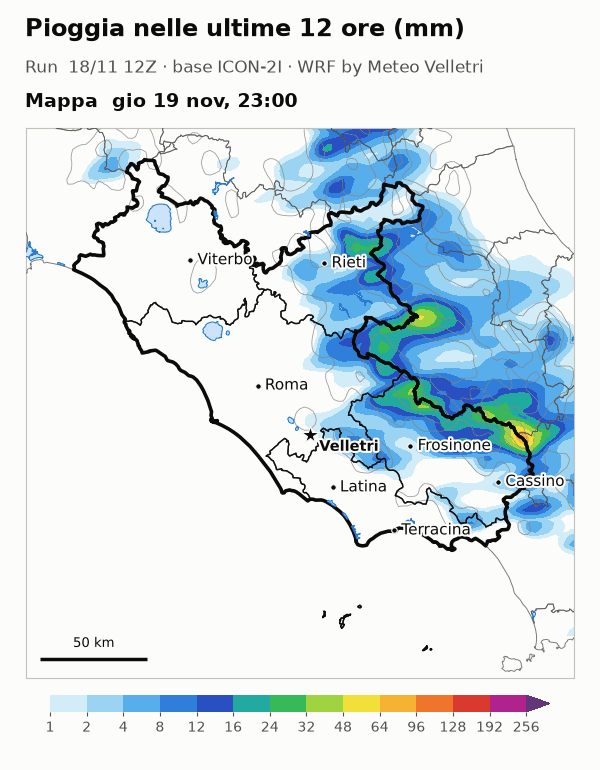 Pioggia nelle ultime 12 ore (mm)
Run  18/11 12Z · base ICON-2I · WRF by Meteo Velletri
Mappa  gio 19 nov, 23:00
Viterbo
Rieti
Roma
Velletri
Frosinone
Latina
Cassino
Terracina
50 km
1 2 4 8 12 16 24 32 48 64 96 128 192 256